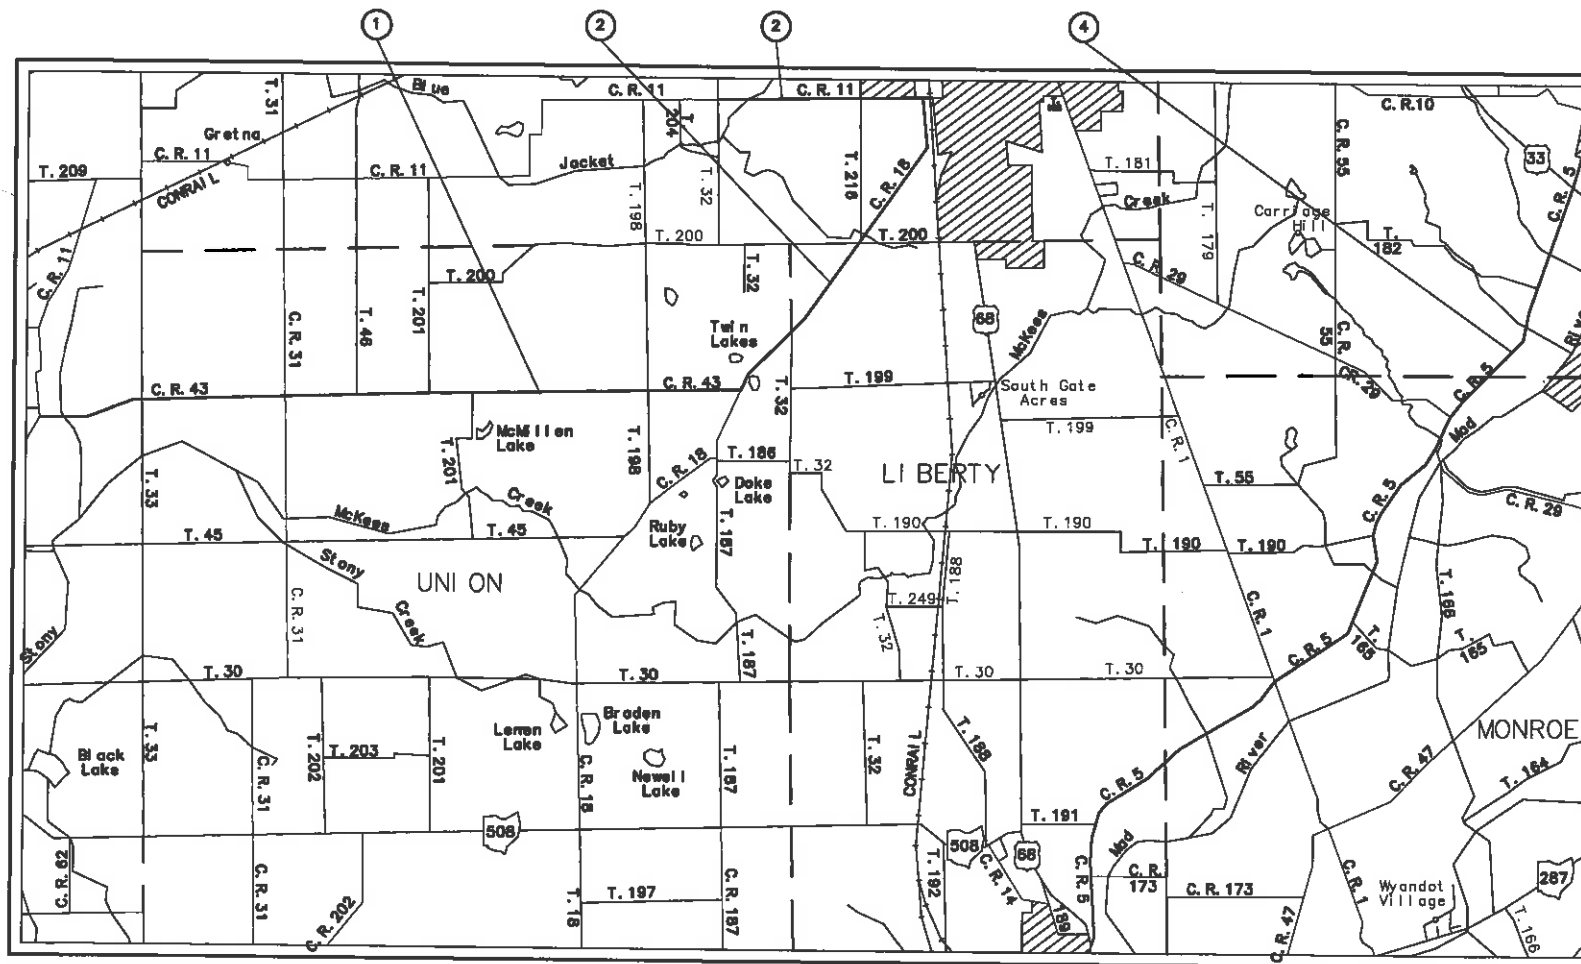 1
2
2
4
T. 31
Blue
C. R. 11
C. R. 11
C. R. 10
33
Gretna
T. 204
T. 209
C. R. 11
CONRAIL
C. R. 11
Jacket
T. 198
T. 32
T. 216
C. R. 18
T. 181
Creek
T. 179
C. R. 55
Carriage
Hill
C. R. 5
T. 182
C. R. 11
T. 200
T. 200
T. 200
C. R. 29
T. 32
T. 46
T. 201
C. R. 31
68
McKees
C. R. 55
Twin
Lakes
C. R. 43
C. R. 43
T. 32
T. 199
South Gate
Acres
C.R. 29
C. R. 5
Mad
T. 199
C. R. 1
McMillen
Lake
T. 201
T. 198
C. R. 18
T. 186
T. 32
LIBERTY
T. 55
T. 33
Doke
Lake
C. R. 5
C. R. 29
McKees
Creek
T. 45
T. 45
Ruby
Lake
T. 187
T. 190
T. 190
T. 190
T. 190
Stony
UNION
T. 188
T. 249
T. 166
C. R. 31
Creek
T. 32
C. R. 1
Stony
T. 187
C. R. 5
T. 165
T. 165
T. 30
T. 30
T. 30
T. 30
Black
Lake
T. 33
T. 202
T. 203
T. 201
C. R. 31
Lemen
Lake
Braden
Lake
Newell
Lake
C. R. 18
T. 187
T. 32
CONRAIL
T. 188
River
C. R. 5
MONROE
C. R. 47
T. 164
508
T. 191
508
68
Mad
C. R. 62
C. R. 31
C. R. 202
T. 18
T. 197
C. R. 187
T. 192
C. R. 14
189
C. R. 5
C. R. 173
C. R. 173
C. R. 47
C. R. 1
Wyandot
Village
287
T. 166